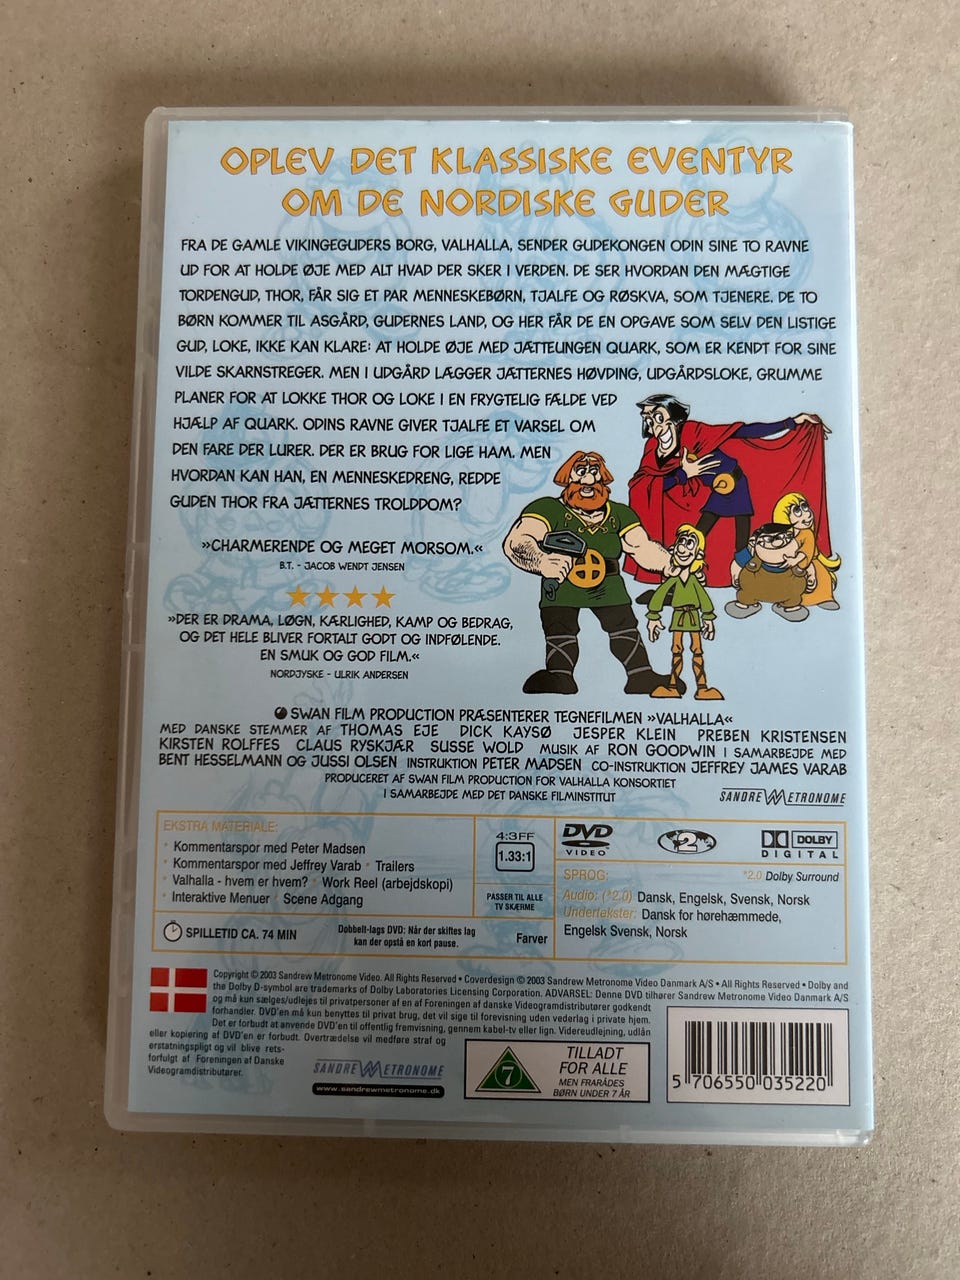 OPLEV DET KLASSISKE EVENTYR
OM DE NORDISKE GUDER
FRA DE GAMLE VIKINGEGUDERS BORG, VALHALLA, SENDER GUDEKONGEN ODIN SINE TO RAVNE
UD FOR AT HOLDE ØJE MED ALT HVAD DER SKER I VERDEN. DE SER HVORDAN DEN MÆGTIGE
TORDENGUD, THOR, FÅR SIG ET PAR MENNESKEBØRN, TJALFE OG RØSKVA, SOM TJENERE. DE TO
BØRN KOMMER TIL ASGÅRD, GUDERNES LAND, OG HER FÅR DE EN OPGAVE SOM SELV DEN LISTIGE
GUD, LOKE, IKKE KAN KLARE: AT HOLDE ØJE MED JÆTTEUNGEN QUARK, SOM ER KENDT FOR SINE
VILDE SKARNSTREGER. MEN I UDGÅRD LÆGGER JÆTTERNES HØVDING, UDGÅRDSLOKE, GRUMME
PLANER FOR AT LOKKE THOR OG LOKE I EN FRYGTELIG FÆLDE VED
HJÆLP AF QUARK. ODINS RAVNE GIVER TJALFE ET VARSEL OM
DEN FARE DER LURER. DER ER BRUG FOR LIGE HAM. MEN
HVORDAN KAN HAN, EN MENNESKEDRENG, REDDE
GUDEN THOR FRA JÆTTERNES TROLDDOM?
»CHARMERENDE OG MEGET MORSOM.«
B.T. - JACOB WENDT JENSEN
»DER ER DRAMA, LØGN, KÆRLIGHED, KAMP OG BEDRAG,
OG DET HELE BLIVER FORTALT GODT OG INDFØLENDE.
EN SMUK OG GOD FILM.«
NORDJYSKE - ULRIK ANDERSEN
SWAN FILM PRODUCTION PRÆSENTERER TEGNEFILMEN »VALHALLA«
MED DANSKE STEMMER AF THOMAS EJE DICK KAYSØ JESPER KLEIN PREBEN KRISTENSEN
KIRSTEN ROLFFES CLAUS RYSKJÆR SUSSE WOLD MUSIK AF RON GOODWIN I SAMARBEJDE MED
BENT HESSELMANN OG JUSSI OLSEN INSTRUKTION PETER MADSEN CO-INSTRUKTION JEFFREY JAMES VARAB
PRODUCERET AF SWAN FILM PRODUCTION FOR VALHALLA KONSORTIET
I SAMARBEJDE MED DET DANSKE FILMINSTITUT
SANDREW METRONOME
EKSTRA MATERIALE:
• Kommentarspor med Peter Madsen
• Kommentarspor med Jeffrey Varab • Trailers
• Valhalla - hvem er hvem? • Work Reel (arbejdskopi)
• Interaktive Menuer • Scene Adgang
4:3FF
1.33:1
PASSER TIL ALLE
TV SKÆRME
DVD
VIDEO
2
DOLBY
DIGITAL
SPROG:
*2.0 Dolby Surround
Audio: (*2.0) Dansk, Engelsk, Svensk, Norsk
Undertekster: Dansk for hørehæmmede,
Engelsk Svensk, Norsk
SPILLETID CA. 74 MIN
Dobbelt-lags DVD: Når der skiftes lag
kan der opstå en kort pause.
Farver
Copyright © 2003 Sandrew Metronome Video. All Rights Reserved • Coverdesign © 2003 Sandrew Metronome Video Danmark A/S • All Rights Reserved • Dolby and
the Dolby D-symbol are trademarks of Dolby Laboratories Licensing Corporation. ADVARSEL: Denne DVD tilhører Sandrew Metronome Video Danmark A/S
og må kun sælges/udlejes til privatpersoner af en af Foreningen af danske Videogramdistributører godkendt
forhandler. DVD'en må kun benyttes til privat brug, det vil sige til forevisning uden vederlag i private hjem.
Det er forbudt at anvende DVD'en til offentlig fremvisning, gennem kabel-tv eller lign. Videreudlejning, udlån
eller kopiering af DVD'en er forbudt. Overtrædelse vil medføre straf og
erstatningspligt og vil blive rets-
forfulgt af Foreningen af Danske
Videogramdistributører.
SANDREW METRONOME
www.sandrewmetronome.dk
7
TILLADT
FOR ALLE
MEN FRARÅDES
BØRN UNDER 7 ÅR
5 706550 035220